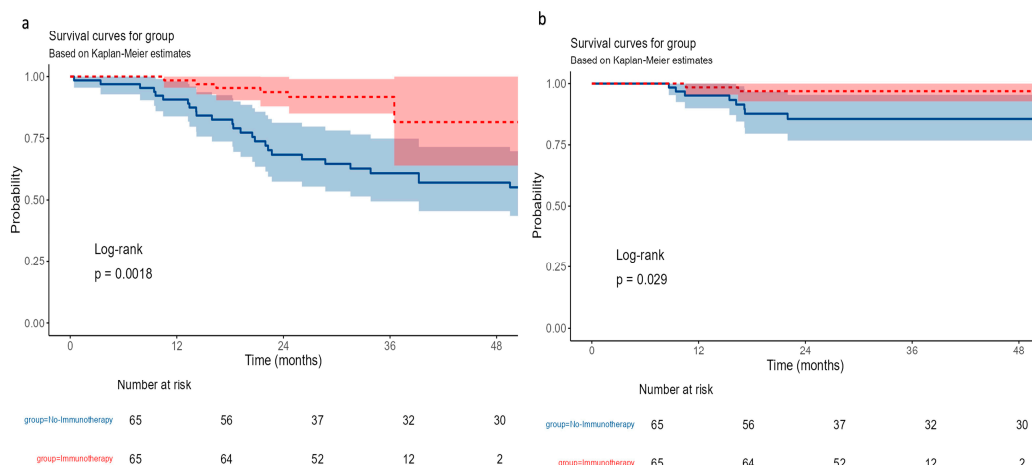 a
Survival curves for group
Based on Kaplan-Meier estimates
1.00
0.75
0.50
0.25
0.00
Probability
Log-rank
p = 0.0018
0 12 24 36 48
Time (months)
Number at risk
group=No-Immunotherapy 65 56 37 32 30
group=Immunotherapy 65 64 52 12 2
b
Survival curves for group
Based on Kaplan-Meier estimates
1.00
0.75
0.50
0.25
0.00
Probability
Log-rank
p = 0.029
0 12 24 36 48
Time (months)
Number at risk
group=No-Immunotherapy 65 56 37 32 30
group=Immunotherapy 65 64 52 12 2